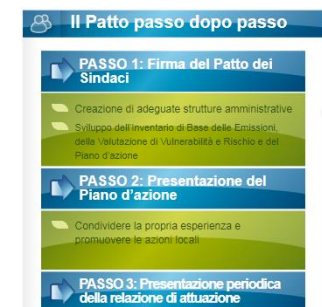 Il Patto passo dopo passo
PASSO 1: Firma del Patto dei
Sindaci
Creazione di adeguate strutture amministrative
Sviluppo dell'Inventario di Base delle Emissioni,
della Valutazione di Vulnerabilità e Rischio e del
Piano d'azione
PASSO 2: Presentazione del
Piano d'azione
Condividere la propria esperienza e
promuovere le azioni locali
PASSO 3: Presentazione periodica
della relazione di attuazione